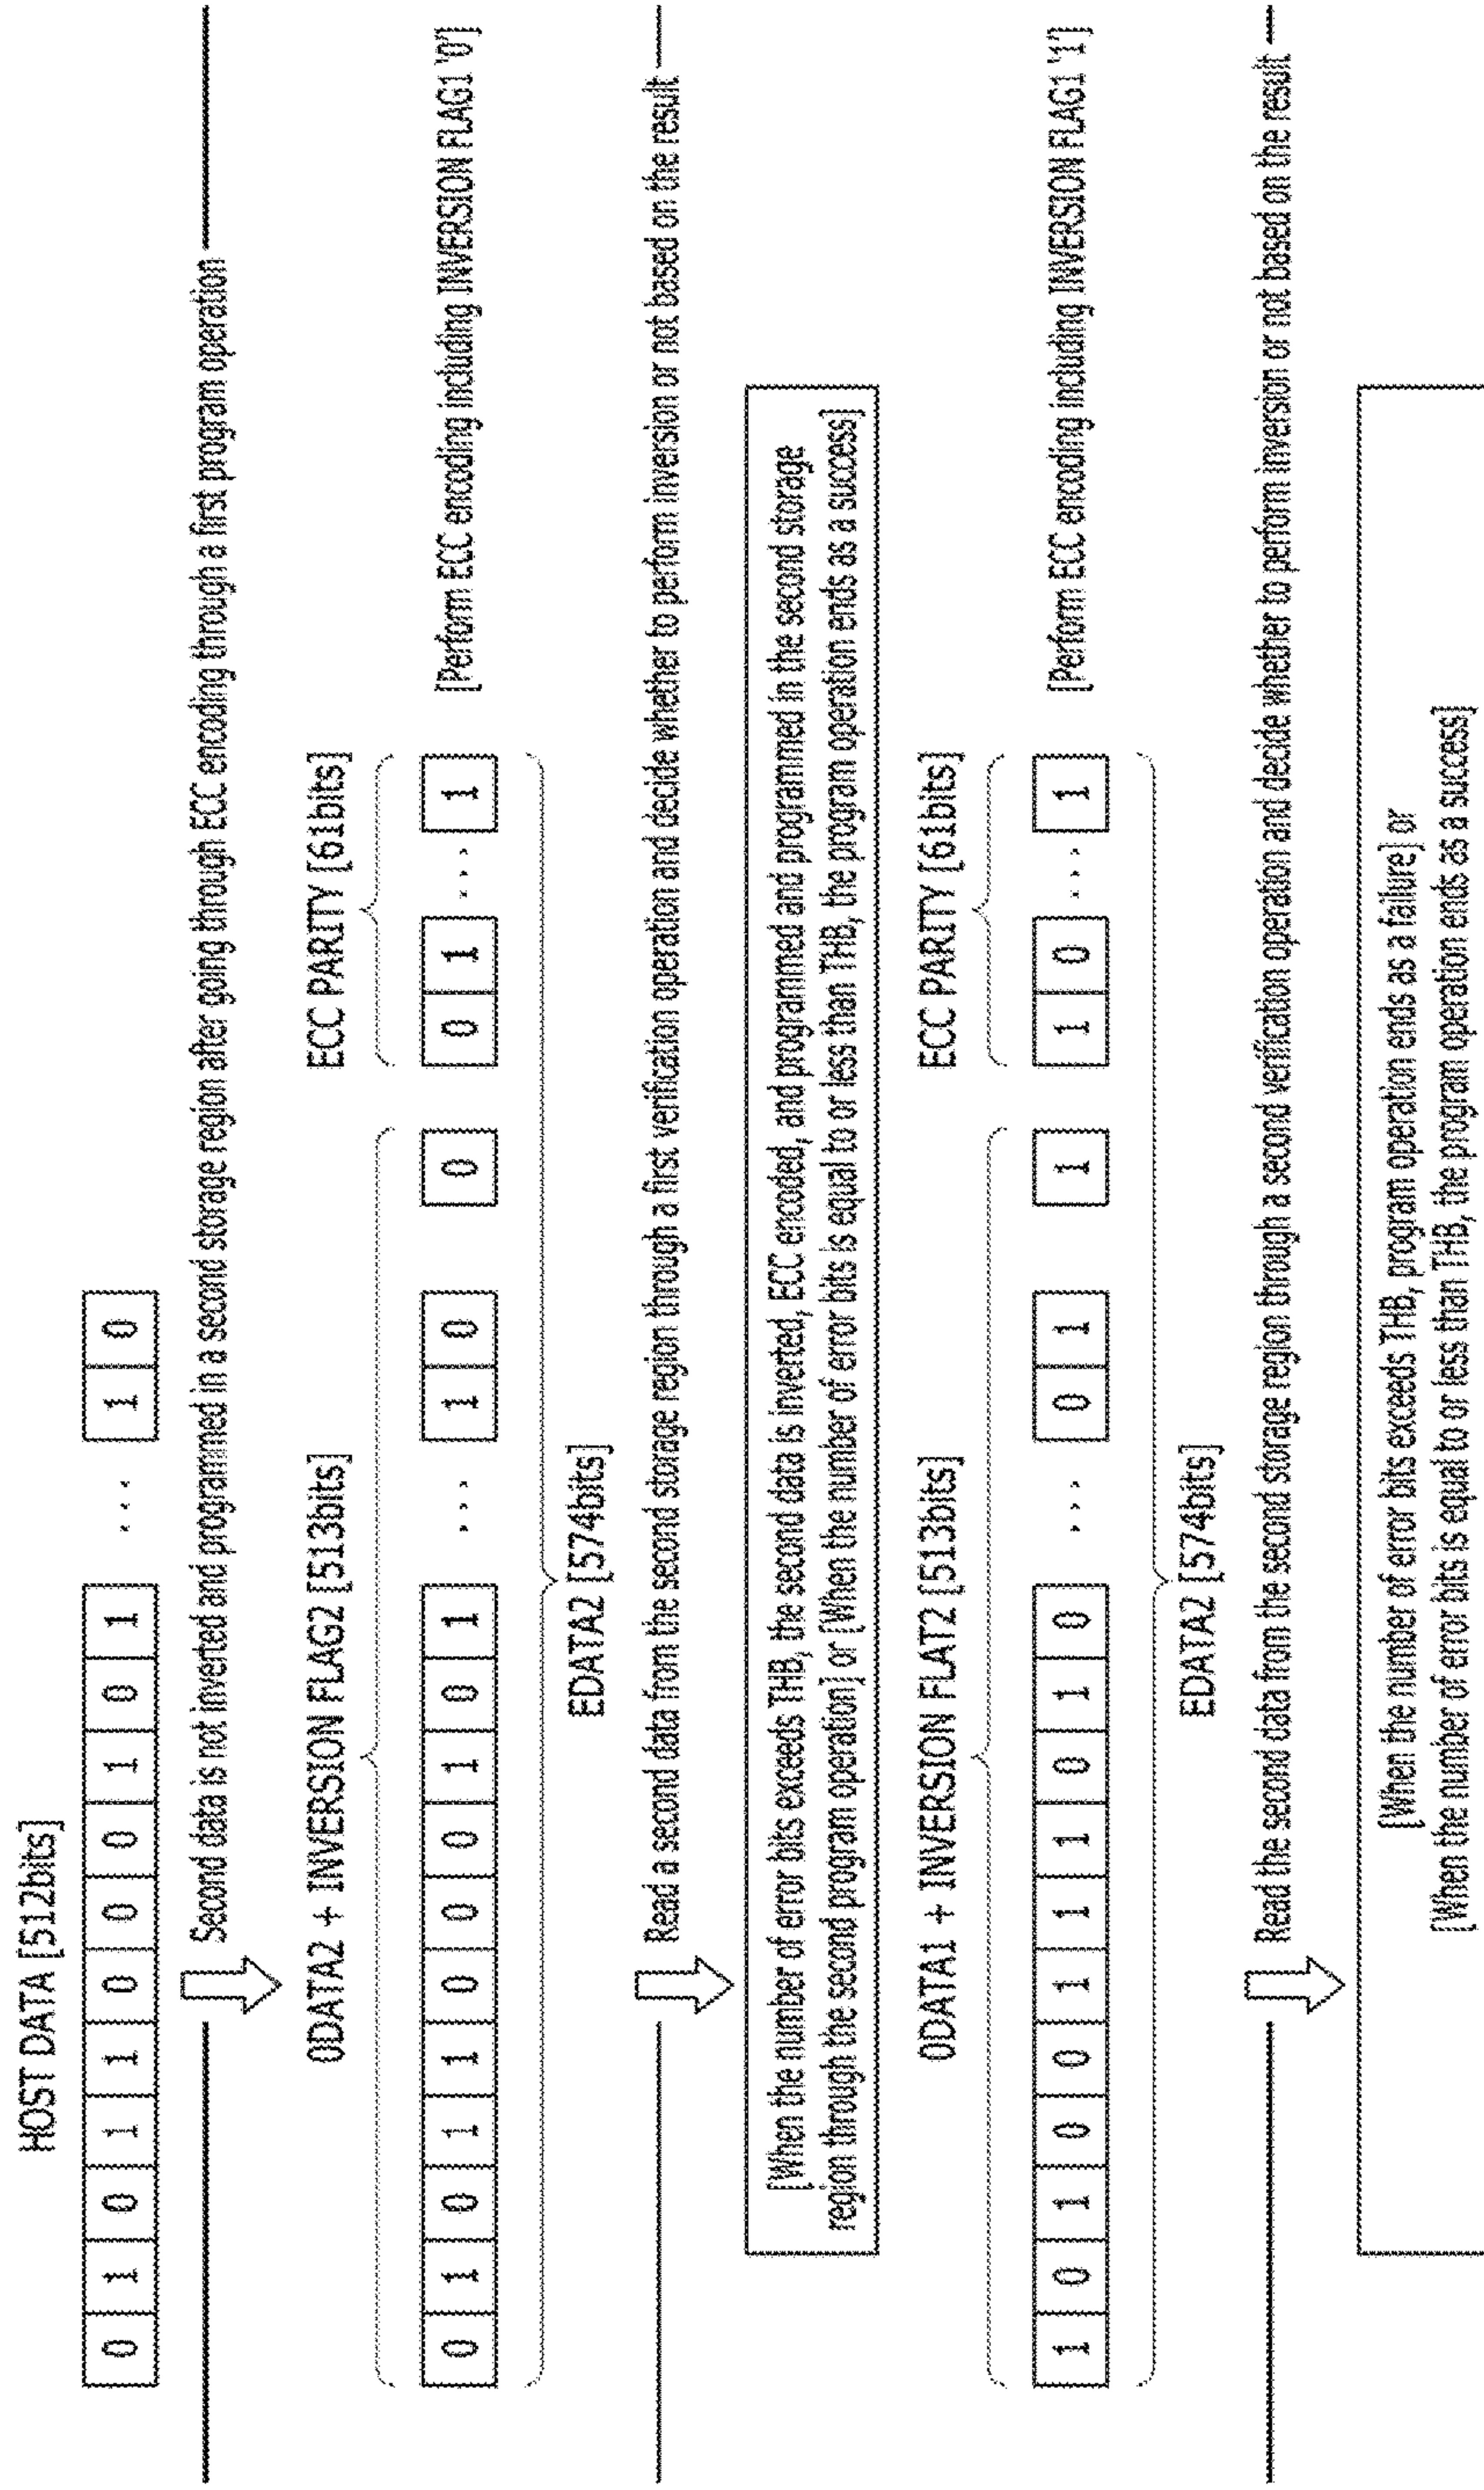 HOST DATA [512bits]
0 1 0 1 1 0 0 0 1 0 1 ... 1 0
Second data is not inverted and programmed in a second storage region after going through ECC encoding through a first program operation
0DATA2 + INVERSION FLAG2 [513bits] ECC PARITY [61bits]
0 1 0 1 1 0 0 0 1 0 1 ... 1 0 0 0 1 ... 1 [Perform ECC encoding including INVERSION FLAG1 '0']
EDATA2 [574bits]
Read a second data from the second storage region through a first verification operation and decide whether to perform inversion or not based on the result
[When the number of error bits exceeds THB, the second data is inverted, ECC encoded, and programmed and programmed in the second storage
region through the second program operation] or [When the number of error bits is equal to or less than THB, the program operation ends as a success]
0DATA1 + INVERSION FLAT2 [513bits] ECC PARITY [61bits]
1 0 1 0 0 1 1 1 0 1 0 ... 0 1 1 1 0 ... 1 [Perform ECC encoding including INVERSION FLAG1 '1']
EDATA2 [574bits]
Read the second data from the second storage region through a second verification operation and decide whether to perform inversion or not based on the result
[When the number of error bits exceeds THB, program operation ends as a failure] or
[When the number of error bits is equal to or less than THB, the program operation ends as a success]